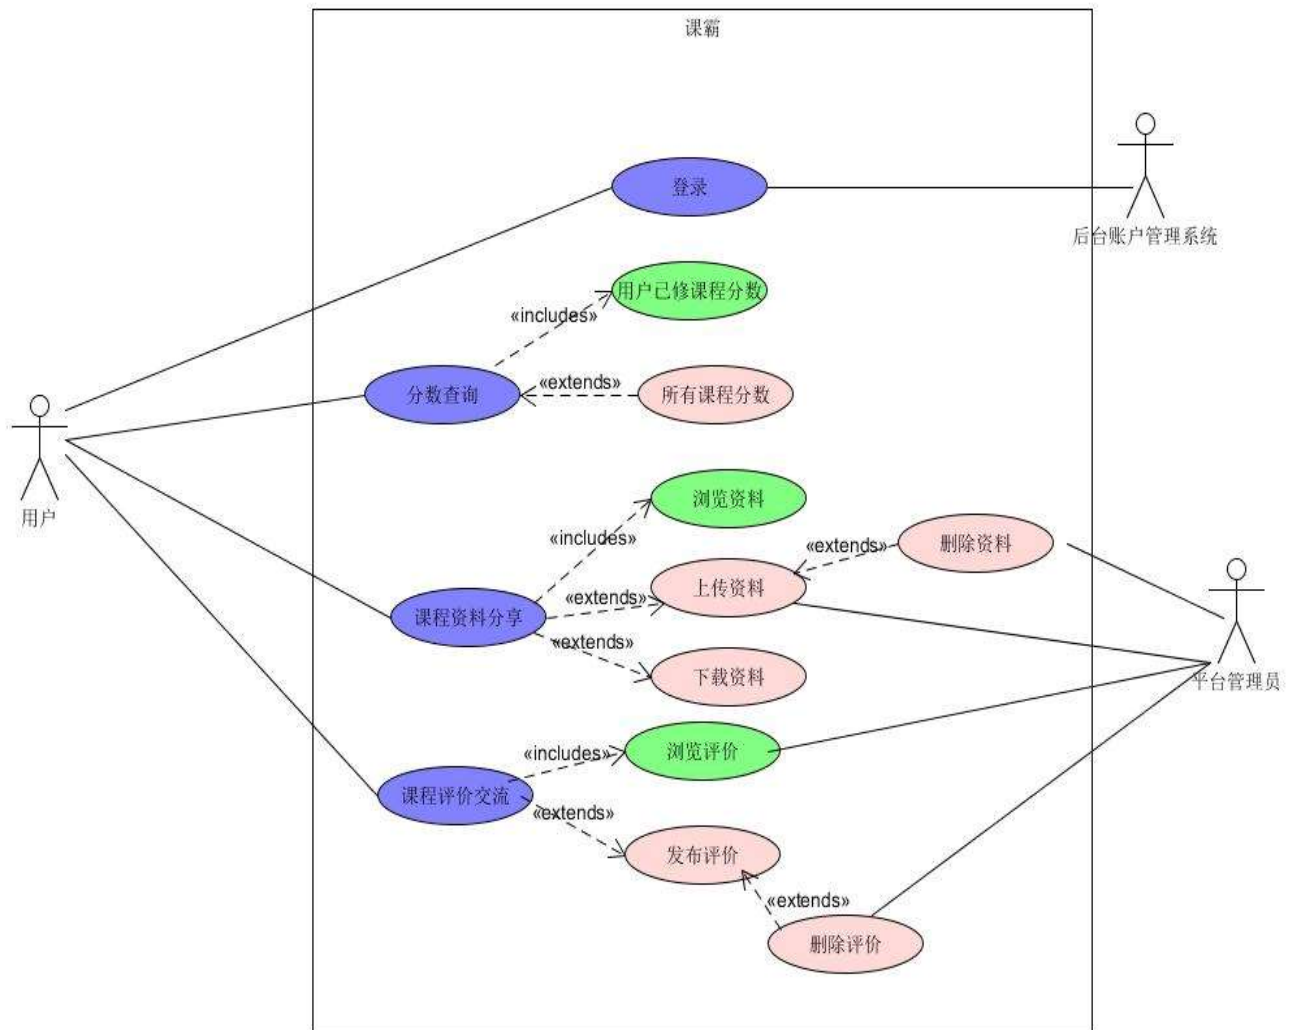 课霸
登录
后台账户管理系统
用户已修课程分数
«includes»
分数查询
«extends»
所有课程分数
用户
浏览资料
«includes»
«extends»
删除资料
上传资料
«extends»
课程资料分享
«extends»
下载资料
平台管理员
浏览评价
«includes»
课程评价交流
«extends»
发布评价
«extends»
删除评价